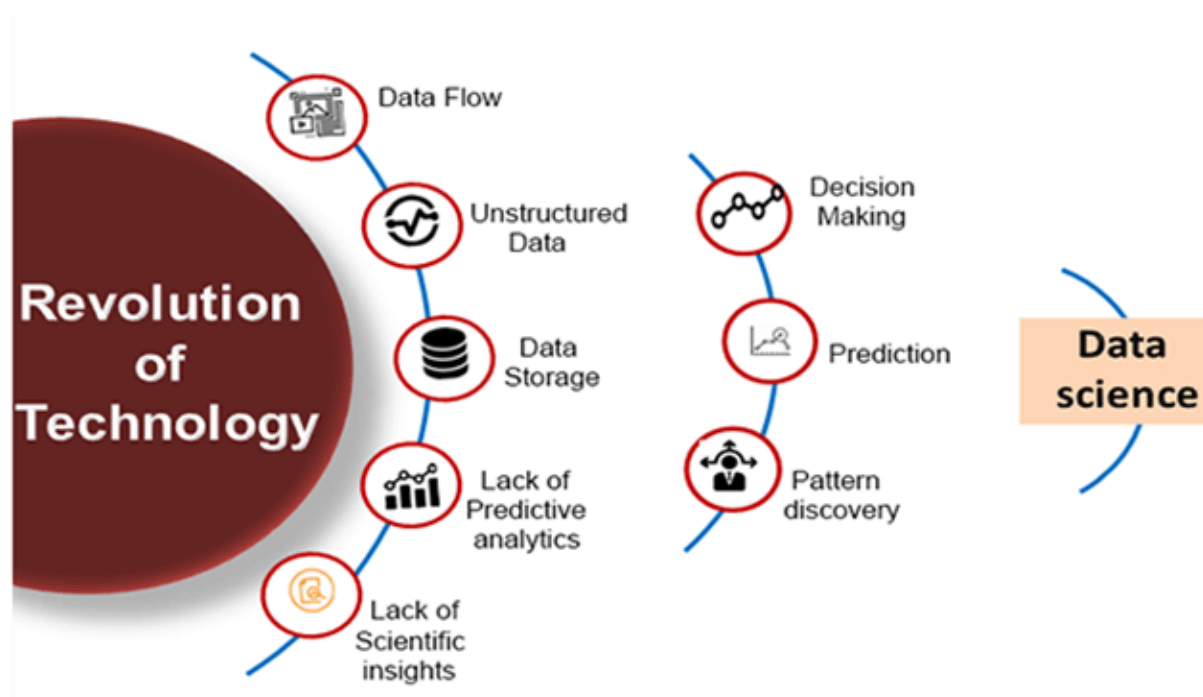 Revolution
of
Technology
Data Flow
Unstructured
Data
Data
Storage
Lack of
Predictive
analytics
Lack of
Scientific
insights
Decision
Making
Prediction
Pattern
discovery
Data
science